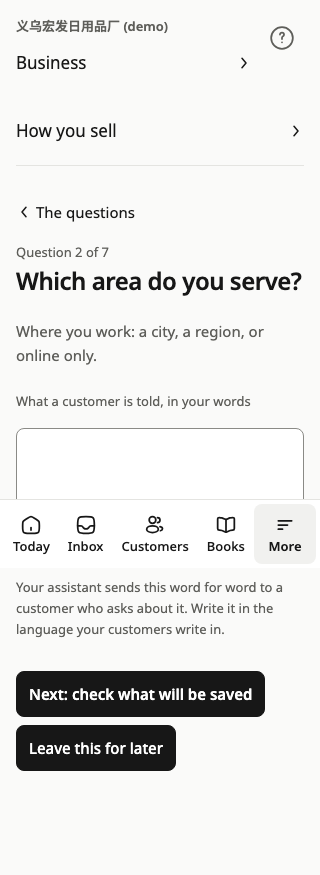 义乌宏发日用品厂 (demo)
Business
How you sell
The questions
Question 2 of 7
Which area do you serve?
Where you work: a city, a region, or
online only.
What a customer is told, in your words
Today Inbox Customers Books More
Your assistant sends this word for word to a
customer who asks about it. Write it in the
language your customers write in.
Next: check what will be saved
Leave this for later